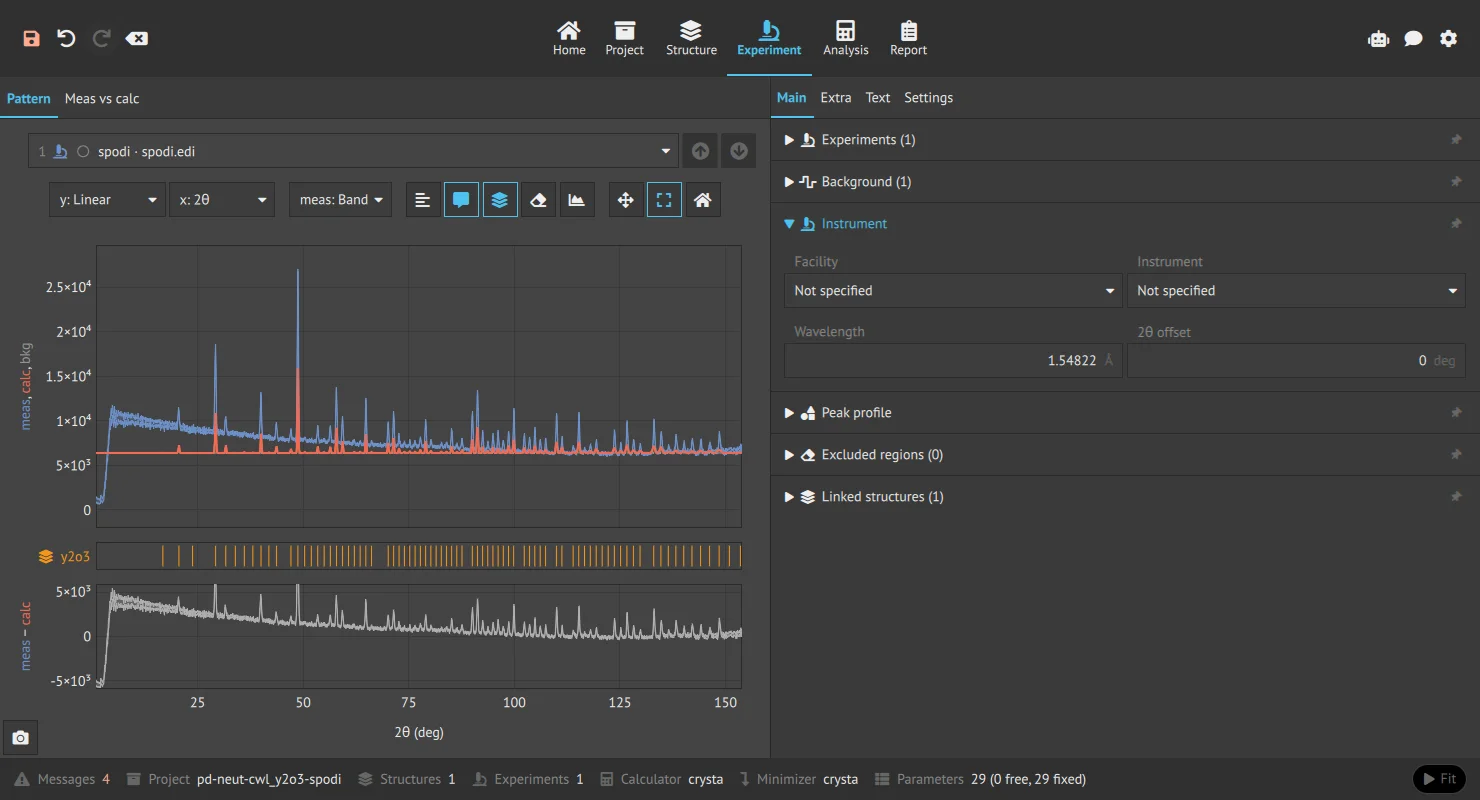 Home
Project
Structure
Experiment
Analysis
Report
Pattern
Meas vs calc
1 spodi · spodi.edi
y: Linear
x: 2θ
meas: Band
meas, calc, bkg
2.5×10⁴
2×10⁴
1.5×10⁴
1×10⁴
5×10³
0
y2o3
meas − calc
5×10³
0
-5×10³
25
50
75
100
125
150
2θ (deg)
Main
Extra
Text
Settings
Experiments (1)
Background (1)
Instrument
Facility
Instrument
Not specified
Not specified
Wavelength
2θ offset
1.54822 Å
0 deg
Peak profile
Excluded regions (0)
Linked structures (1)
Messages 4
Project pd-neut-cwl_y2o3-spodi
Structures 1
Experiments 1
Calculator crysta
Minimizer crysta
Parameters 29 (0 free, 29 fixed)
Fit